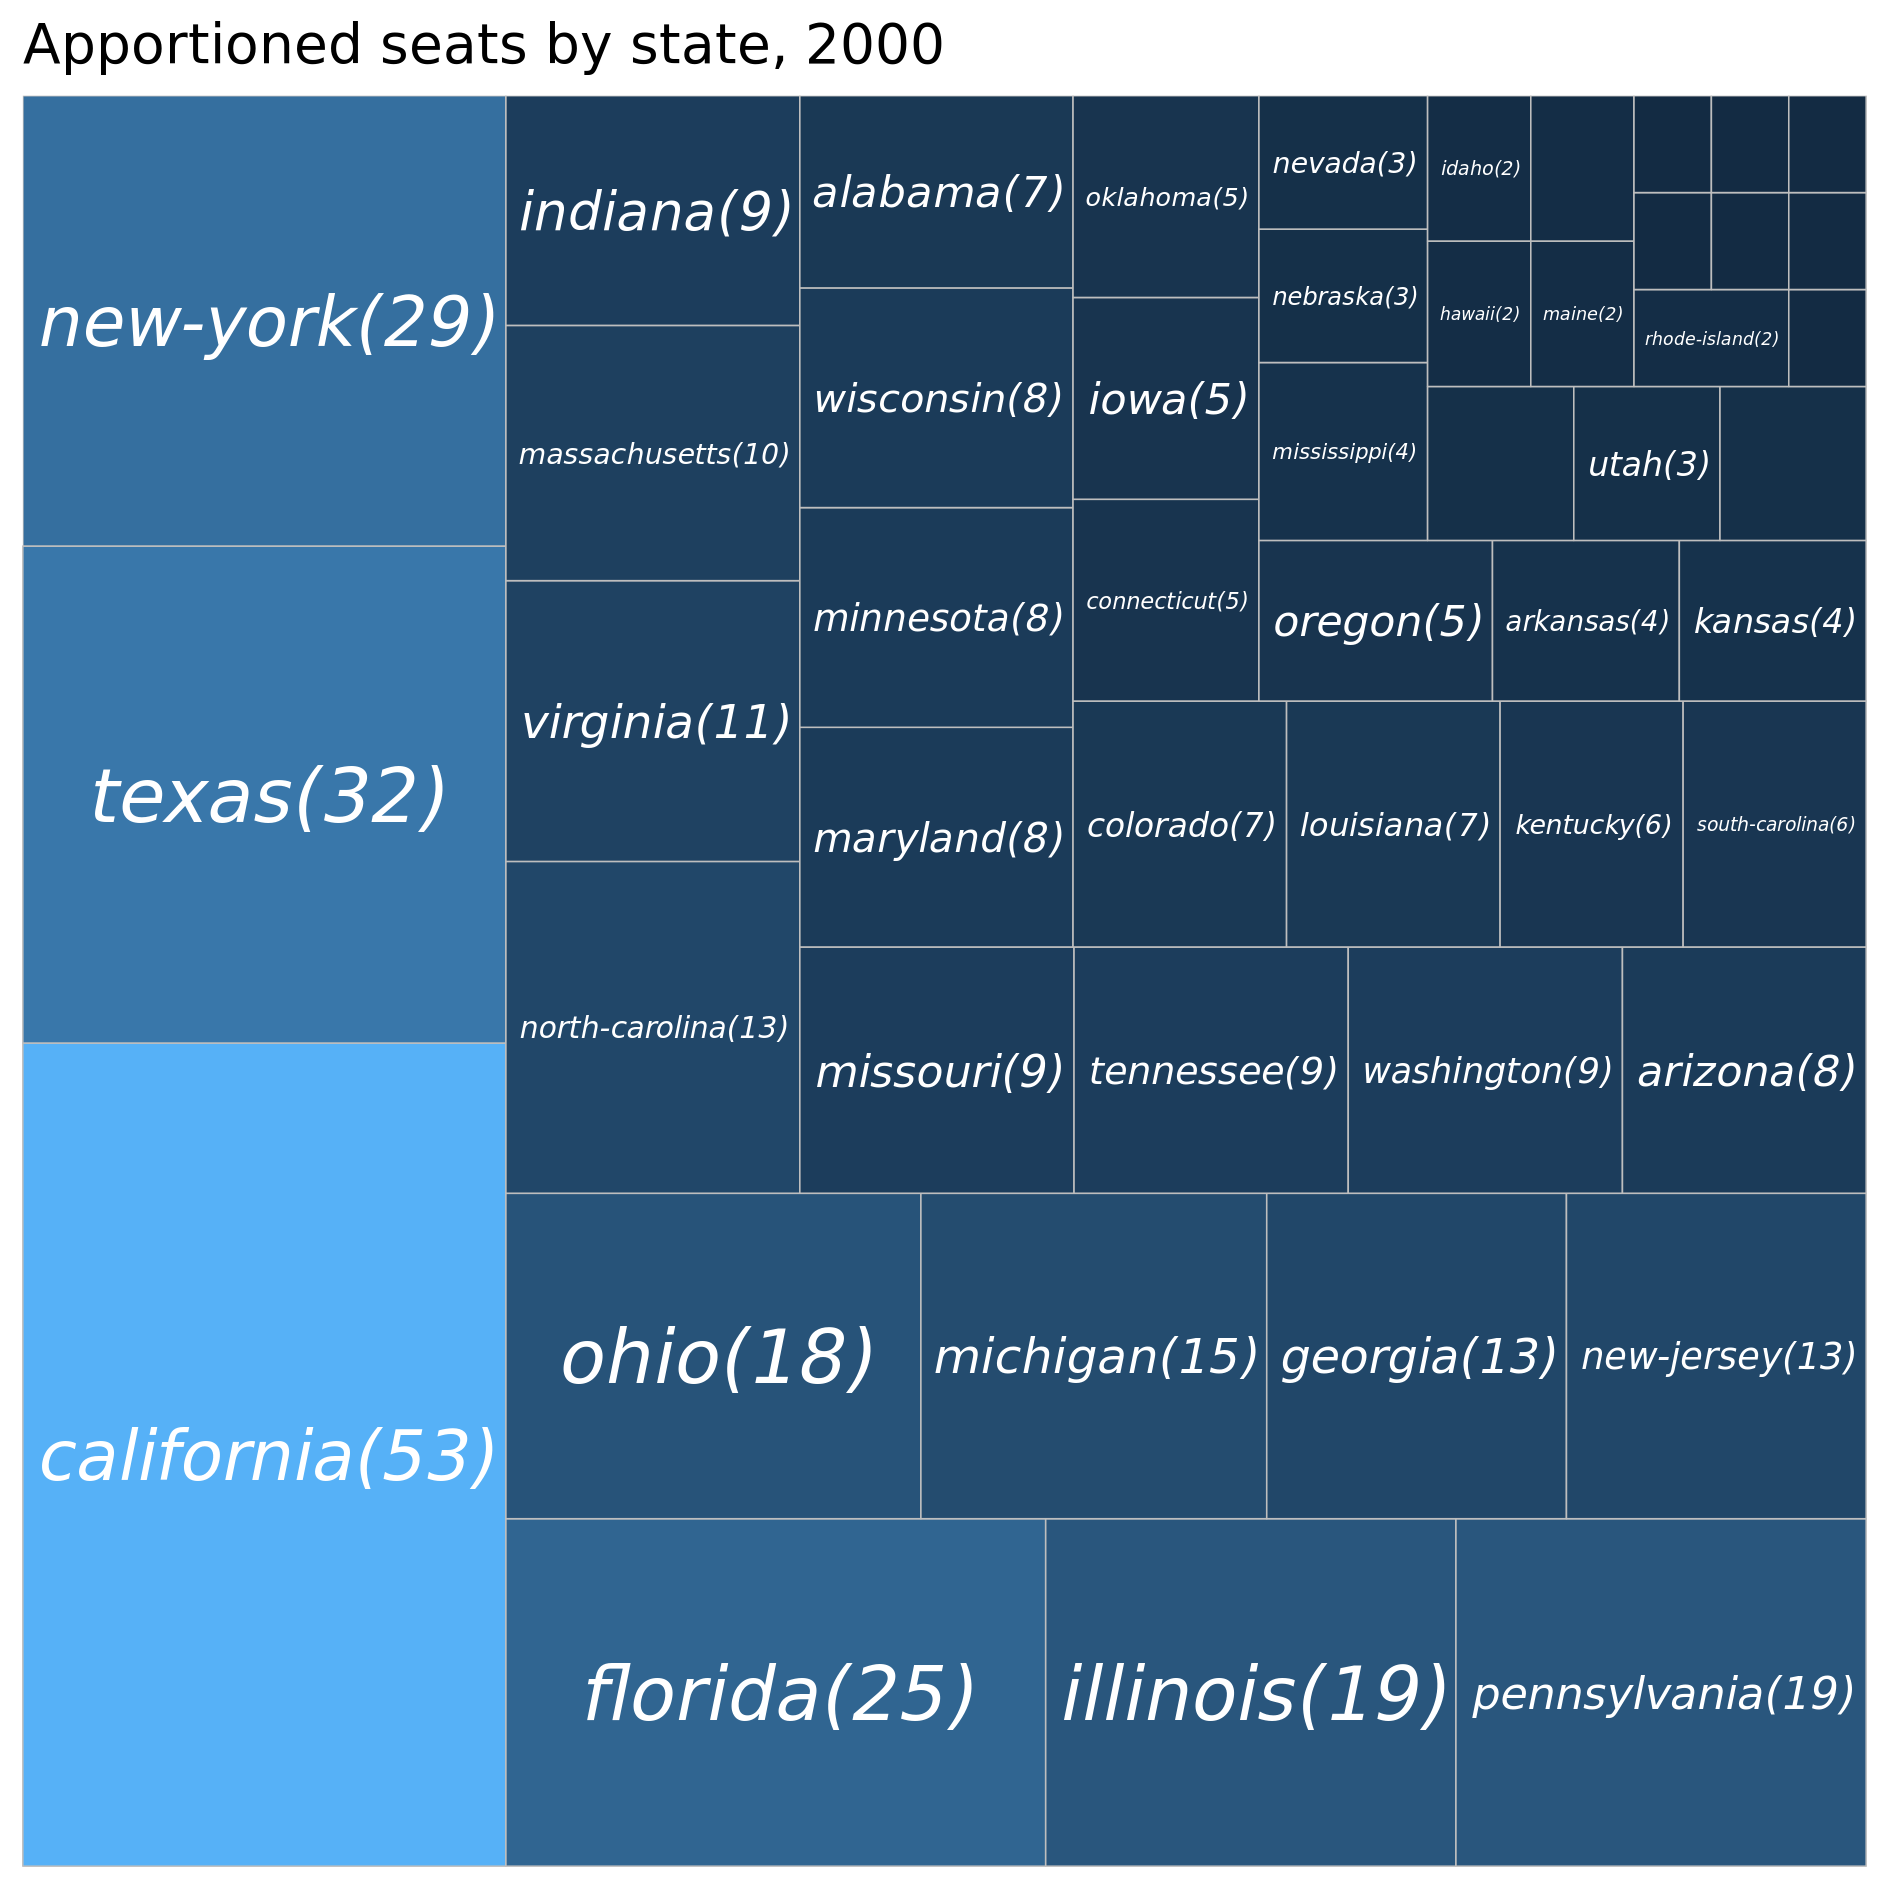 Apportioned seats by state, 2000
new-york(29)
texas(32)
california(53)
indiana(9)
massachusetts(10)
virginia(11)
north-carolina(13)
alabama(7)
wisconsin(8)
minnesota(8)
maryland(8)
oklahoma(5)
iowa(5)
connecticut(5)
nevada(3)
nebraska(3)
mississippi(4)
idaho(2)
hawaii(2)
maine(2)
rhode-island(2)
utah(3)
oregon(5)
arkansas(4)
kansas(4)
colorado(7)
louisiana(7)
kentucky(6)
south-carolina(6)
missouri(9)
tennessee(9)
washington(9)
arizona(8)
ohio(18)
michigan(15)
georgia(13)
new-jersey(13)
florida(25)
illinois(19)
pennsylvania(19)